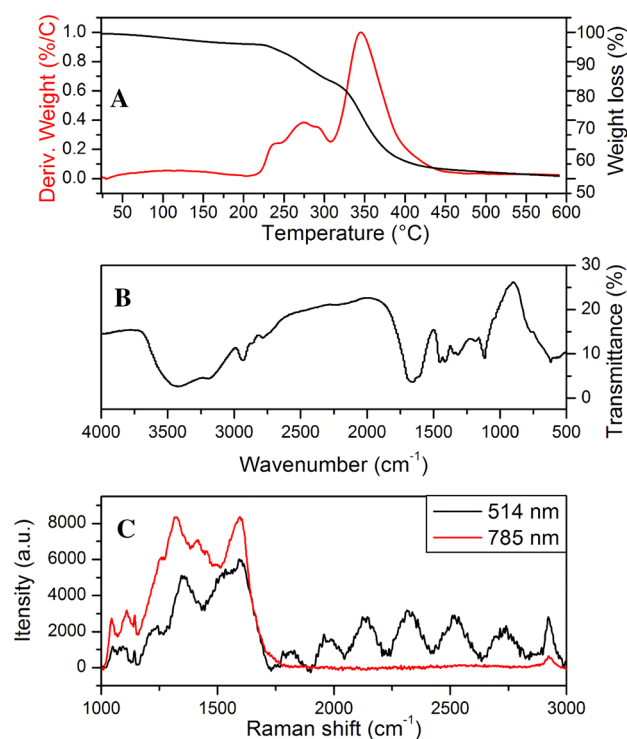 A
Deriv. Weight (%/C)
1.0
0.8
0.6
0.4
0.2
0.0
100
90
80
70
60
50
Weight loss (%)
50 100 150 200 250 300 350 400 450 500 550 600
Temperature (°C)
B
30
20
10
0
Transmittance (%)
4000 3500 3000 2500 2000 1500 1000 500
Wavenumber (cm-1)
C
514 nm
785 nm
Itensity (a.u.)
8000
6000
4000
2000
0
1000 1500 2000 2500 3000
Raman shift (cm-1)